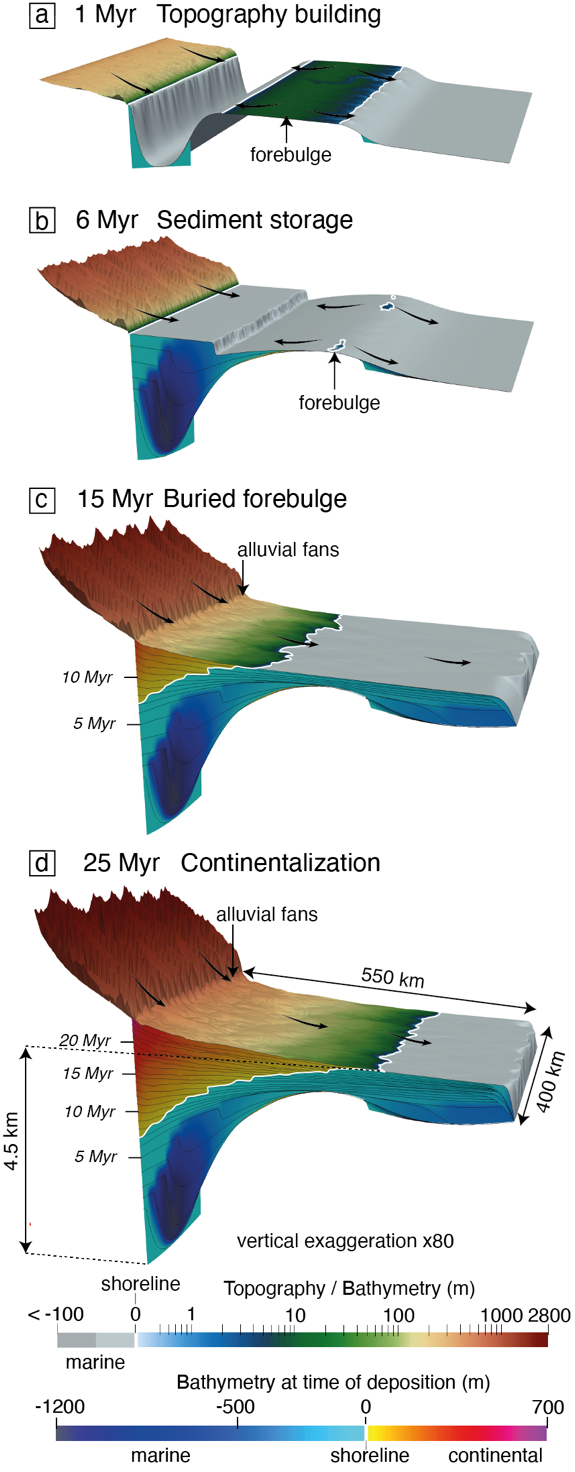 a 1 Myr Topography building
forebulge
b 6 Myr Sediment storage
forebulge
c 15 Myr Buried forebulge
alluvial fans
10 Myr
5 Myr
d 25 Myr Continentalization
alluvial fans
550 km
20 Myr
15 Myr
10 Myr
5 Myr
4.5 km
400 km
vertical exaggeration x80
shoreline
Topography / Bathymetry (m)
< -100 0 1 10 100 1000 2800
marine
Bathymetry at time of deposition (m)
-1200 -500 0 700
marine shoreline continental